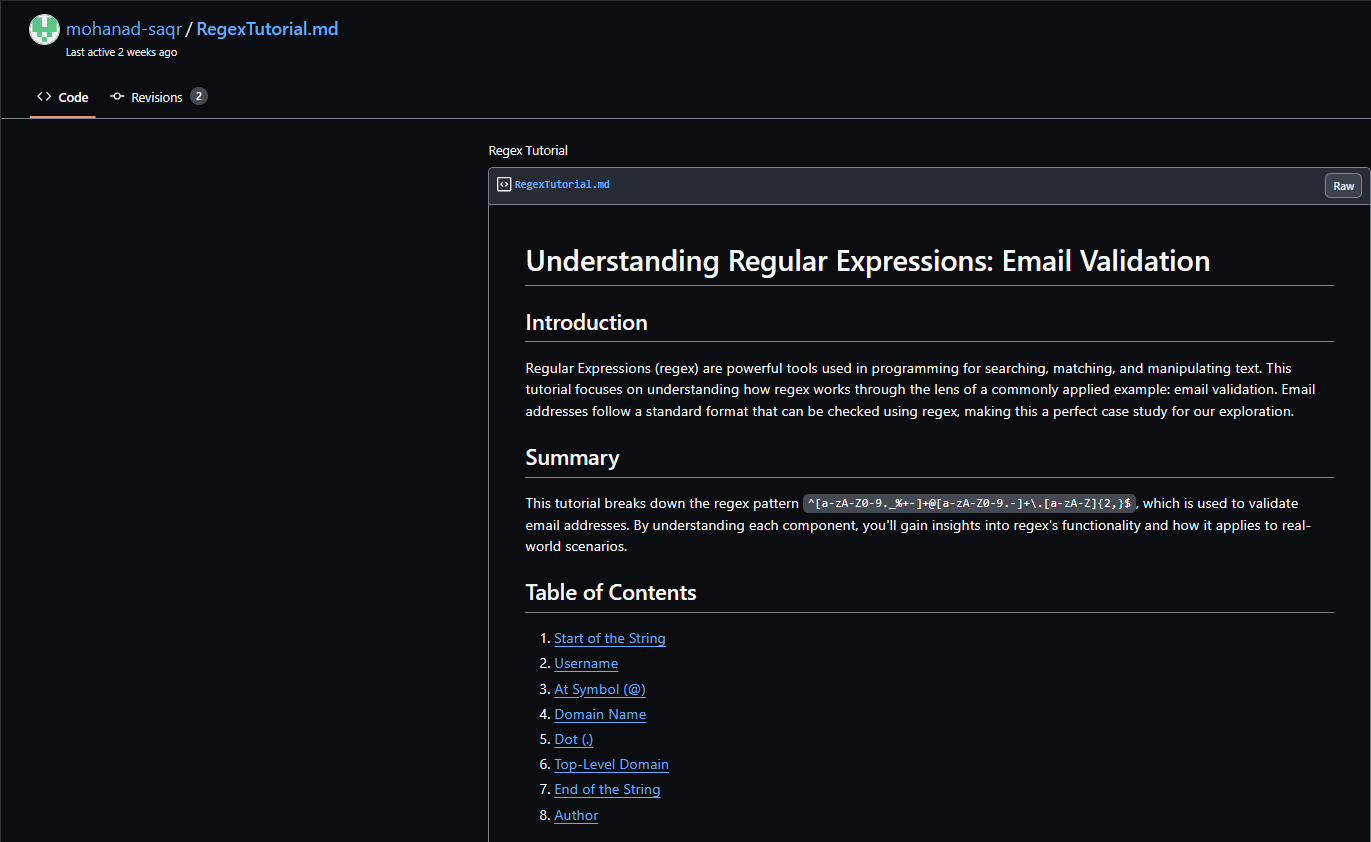 mohanad-saqr / RegexTutorial.md
Last active 2 weeks ago
Code
Revisions 2
Regex Tutorial
RegexTutorial.md
Raw
Understanding Regular Expressions: Email Validation
Introduction
Regular Expressions (regex) are powerful tools used in programming for searching, matching, and manipulating text. This
tutorial focuses on understanding how regex works through the lens of a commonly applied example: email validation. Email
addresses follow a standard format that can be checked using regex, making this a perfect case study for our exploration.
Summary
This tutorial breaks down the regex pattern ^[a-zA-Z0-9._%+-]+@[a-zA-Z0-9.-]+\.[a-zA-Z]{2,}$, which is used to validate
email addresses. By understanding each component, you'll gain insights into regex's functionality and how it applies to real-
world scenarios.
Table of Contents
1. Start of the String
2. Username
3. At Symbol (@)
4. Domain Name
5. Dot (.)
6. Top-Level Domain
7. End of the String
8. Author